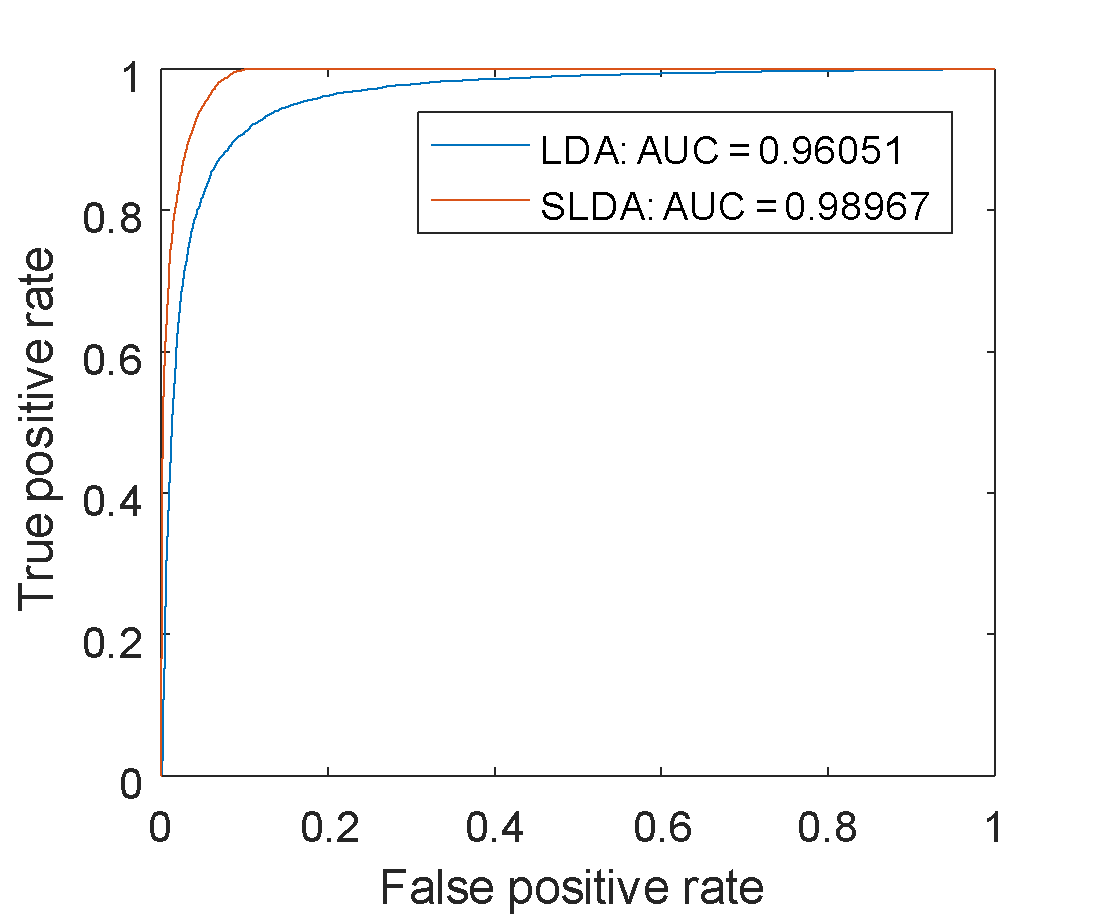 LDA: AUC = 0.96051
SLDA: AUC = 0.98967
True positive rate
1
0.8
0.6
0.4
0.2
0
0 0.2 0.4 0.6 0.8 1
False positive rate